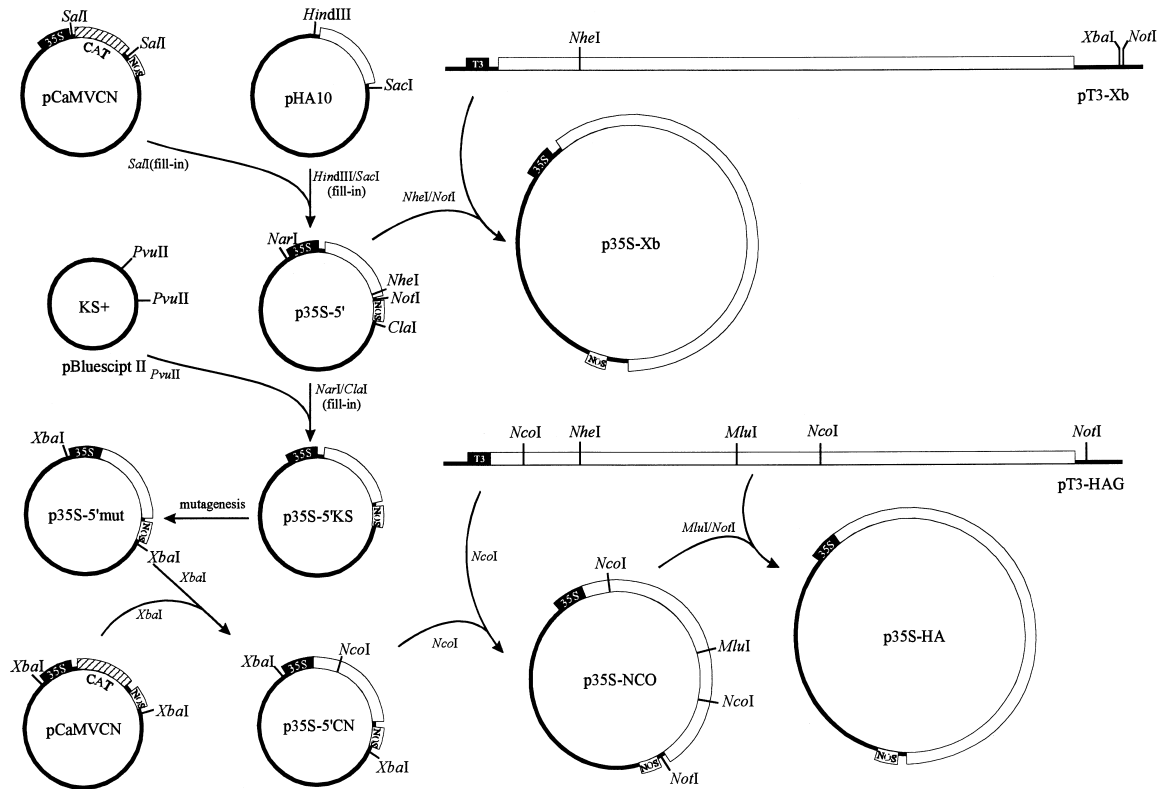 SalI
35S
CAT
SalI
NOS
pCaMVCN
HindIII
SacI
pHA10
T3
NheI
XbaI
NotI
pT3-Xb
SalI(fill-in)
HindIII/SacI
(fill-in)
NheI/NotI
35S
p35S-Xb
NOS
NarI
35S
NheI
NotI
NOS
ClaI
p35S-5'
PvuII
PvuII
KS+
pBluescipt II
PvuII
NarI/ClaI
(fill-in)
XbaI
35S
p35S-5'mut
NOS
XbaI
mutagenesis
35S
p35S-5'KS
NOS
T3
NcoI
NheI
MluI
NcoI
NotI
pT3-HAG
XbaI
XbaI
XbaI
35S
CAT
NOS
XbaI
pCaMVCN
XbaI
35S
NcoI
p35S-5'CN
NOS
XbaI
NcoI
NcoI
35S
NcoI
MluI
NcoI
p35S-NCO
NOS
NotI
MluI/NotI
35S
p35S-HA
NOS